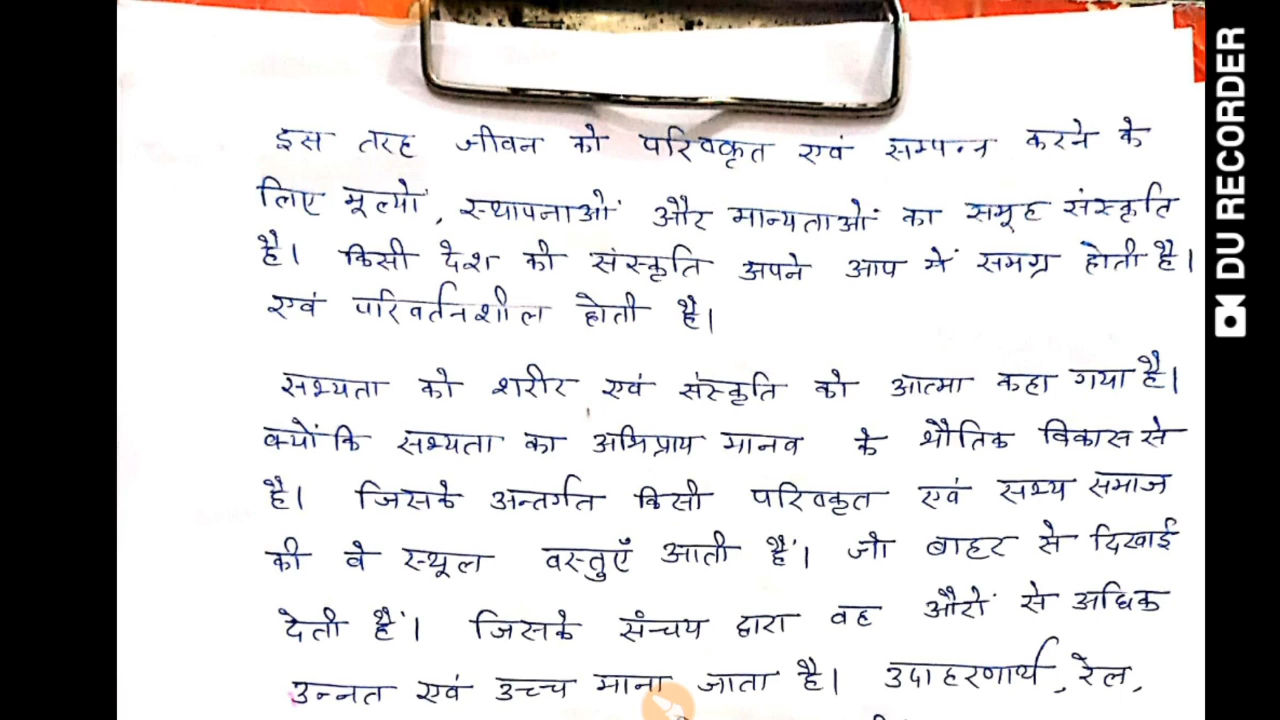 इस तरह जीवन को परिवकृत एवं सम्पन्न करने के
लिए मूल्यों, स्थापनाओं और मान्यताओं का समूह संस्कृति
है। किसी देश की संस्कृति अपने आप में समग्र होती है।
एवं परिवर्तनशील होती है।
सभ्यता को शरीर एवं संस्कृति को आत्मा कहा गया है।
क्योंकि सभ्यता का अभिप्राय मानव के भौतिक विकास से
है। जिसके अन्तर्गत किसी परिवकृत एवं सभ्य समाज
की वे स्थूल वस्तुएँ आती हैं। जो बाहर से दिखाई
देती हैं। जिसके संन्चय द्वारा वह औरों से अधिक
उन्नत एवं उच्च माना जाता है। उदाहरणार्थ, रेल,
DU RECORDER